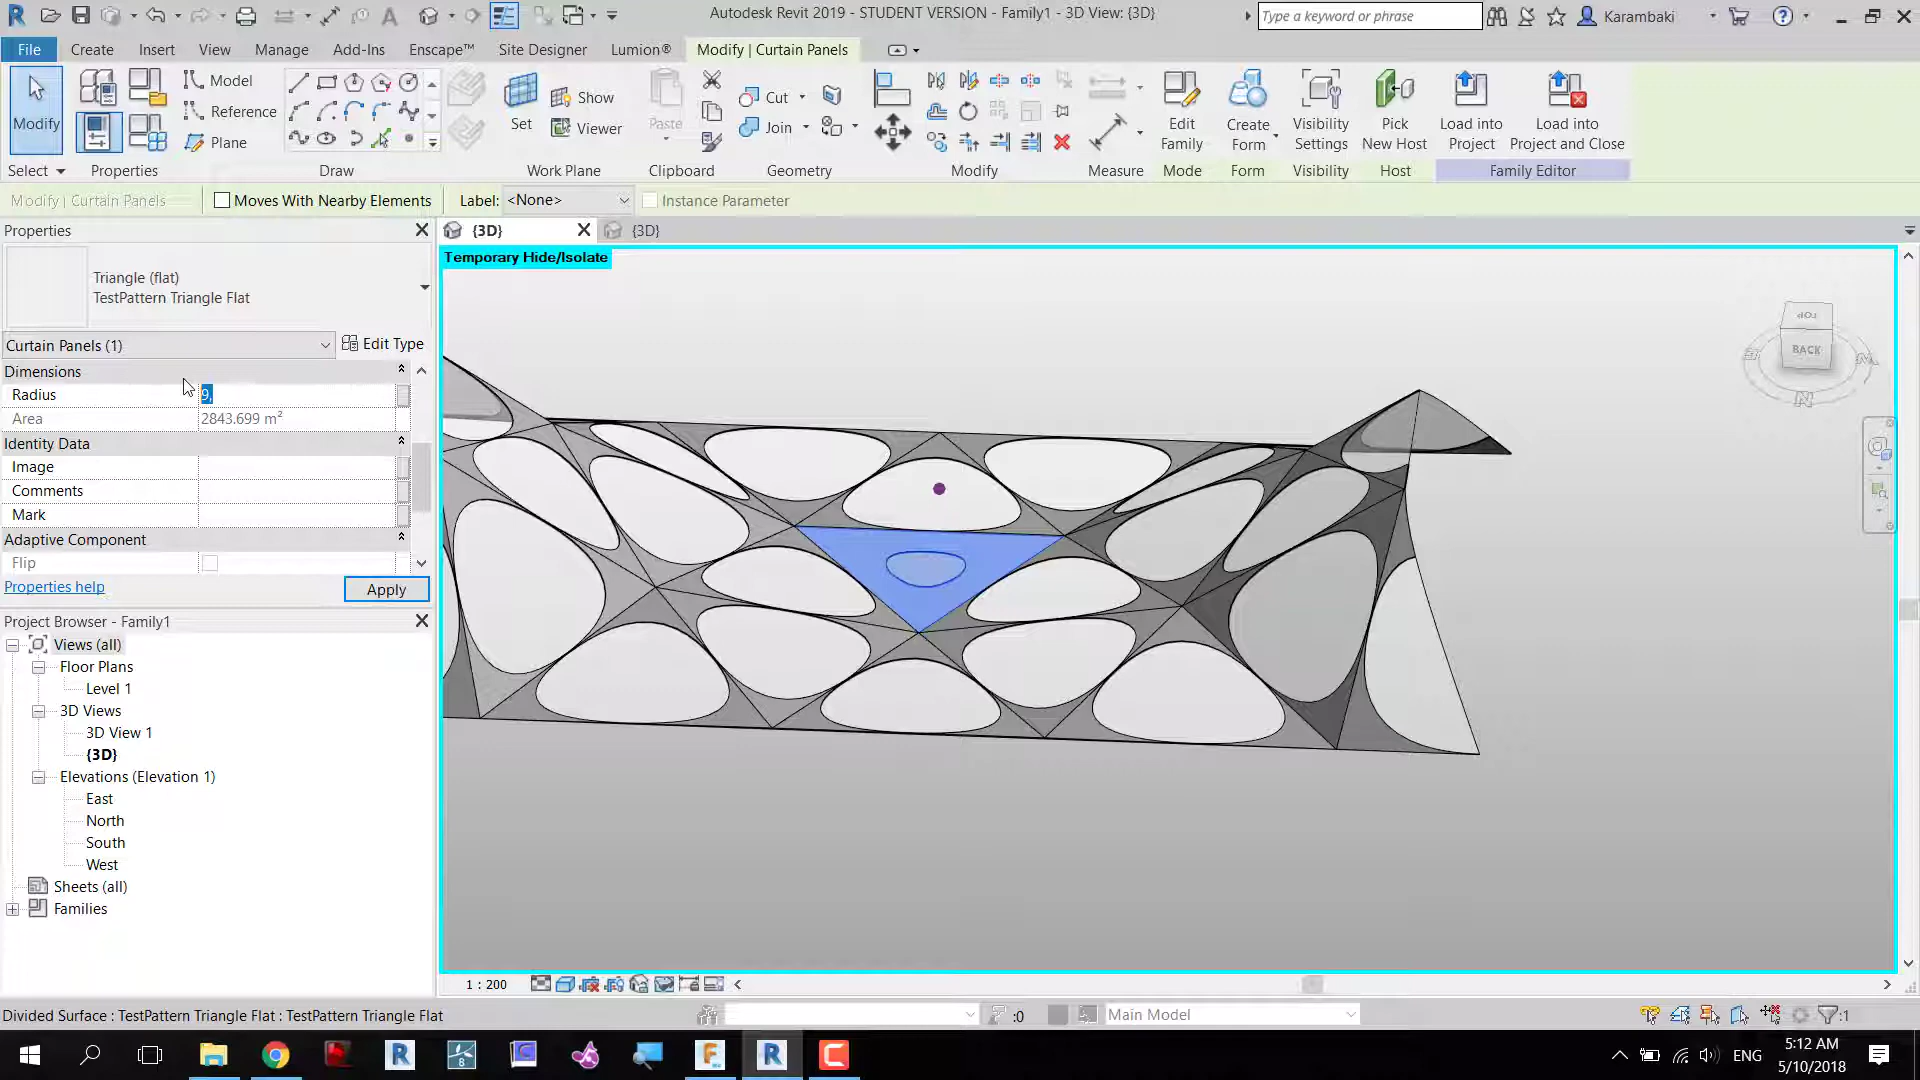 Autodesk Revit 2019 - STUDENT VERSION - Family1 - 3D View: {3D}
Type a keyword or phrase
Karambaki
File
Create
Insert
View
Manage
Add-Ins
Enscape™
Site Designer
Lumion®
Modify | Curtain Panels
Modify
Model
Reference
Plane
Set
Show
Viewer
Paste
Cut
Join
Edit
Family
Create
Form
Visibility
Settings
Pick
New Host
Load into
Project
Load into
Project and Close
Select
Properties
Draw
Work Plane
Clipboard
Geometry
Modify
Measure
Mode
Form
Visibility
Host
Family Editor
Modify | Curtain Panels
Moves With Nearby Elements
Label:
<None>
Instance Parameter
Properties
{3D}
{3D}
Temporary Hide/Isolate
Triangle (flat)
TestPattern Triangle Flat
Curtain Panels (1)
Edit Type
Dimensions
Radius
9,
Area
2843.699 m²
Identity Data
Image
Comments
Mark
Adaptive Component
Flip
Properties help
Apply
TOP
BACK
Project Browser - Family1
Views (all)
Floor Plans
Level 1
3D Views
3D View 1
{3D}
Elevations (Elevation 1)
East
North
South
West
Sheets (all)
Families
1 : 200
Divided Surface : TestPattern Triangle Flat : TestPattern Triangle Flat
:0
Main Model
:1
ENG
5:12 AM
5/10/2018